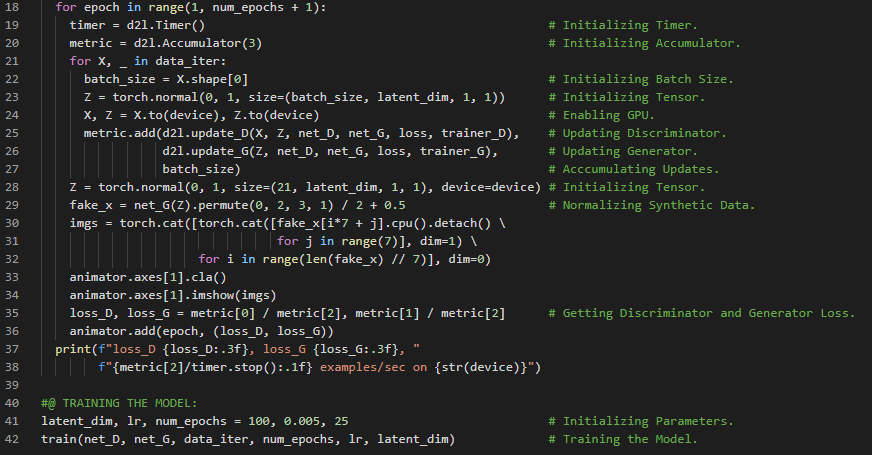 18 for epoch in range(1, num_epochs + 1):
19 timer = d2l.Timer() # Initializing Timer.
20 metric = d2l.Accumulator(3) # Initializing Accumulator.
21 for X, _ in data_iter:
22 batch_size = X.shape[0] # Initializing Batch Size.
23 Z = torch.normal(0, 1, size=(batch_size, latent_dim, 1, 1)) # Initializing Tensor.
24 X, Z = X.to(device), Z.to(device) # Enabling GPU.
25 metric.add(d2l.update_D(X, Z, net_D, net_G, loss, trainer_D), # Updating Discriminator.
26 d2l.update_G(Z, net_D, net_G, loss, trainer_G), # Updating Generator.
27 batch_size) # Acccumulating Updates.
28 Z = torch.normal(0, 1, size=(21, latent_dim, 1, 1), device=device) # Initializing Tensor.
29 fake_x = net_G(Z).permute(0, 2, 3, 1) / 2 + 0.5 # Normalizing Synthetic Data.
30 imgs = torch.cat([torch.cat([fake_x[i*7 + j].cpu().detach() \
31 for j in range(7)], dim=1) \
32 for i in range(len(fake_x) // 7)], dim=0)
33 animator.axes[1].cla()
34 animator.axes[1].imshow(imgs)
35 loss_D, loss_G = metric[0] / metric[2], metric[1] / metric[2] # Getting Discriminator and Generator Loss.
36 animator.add(epoch, (loss_D, loss_G))
37 print(f"loss_D {loss_D:.3f}, loss_G {loss_G:.3f}, "
38 f"{metric[2]/timer.stop():.1f} examples/sec on {str(device)}")
39
40 #@ TRAINING THE MODEL:
41 latent_dim, lr, num_epochs = 100, 0.005, 25 # Initializing Parameters.
42 train(net_D, net_G, data_iter, num_epochs, lr, latent_dim) # Training the Model.